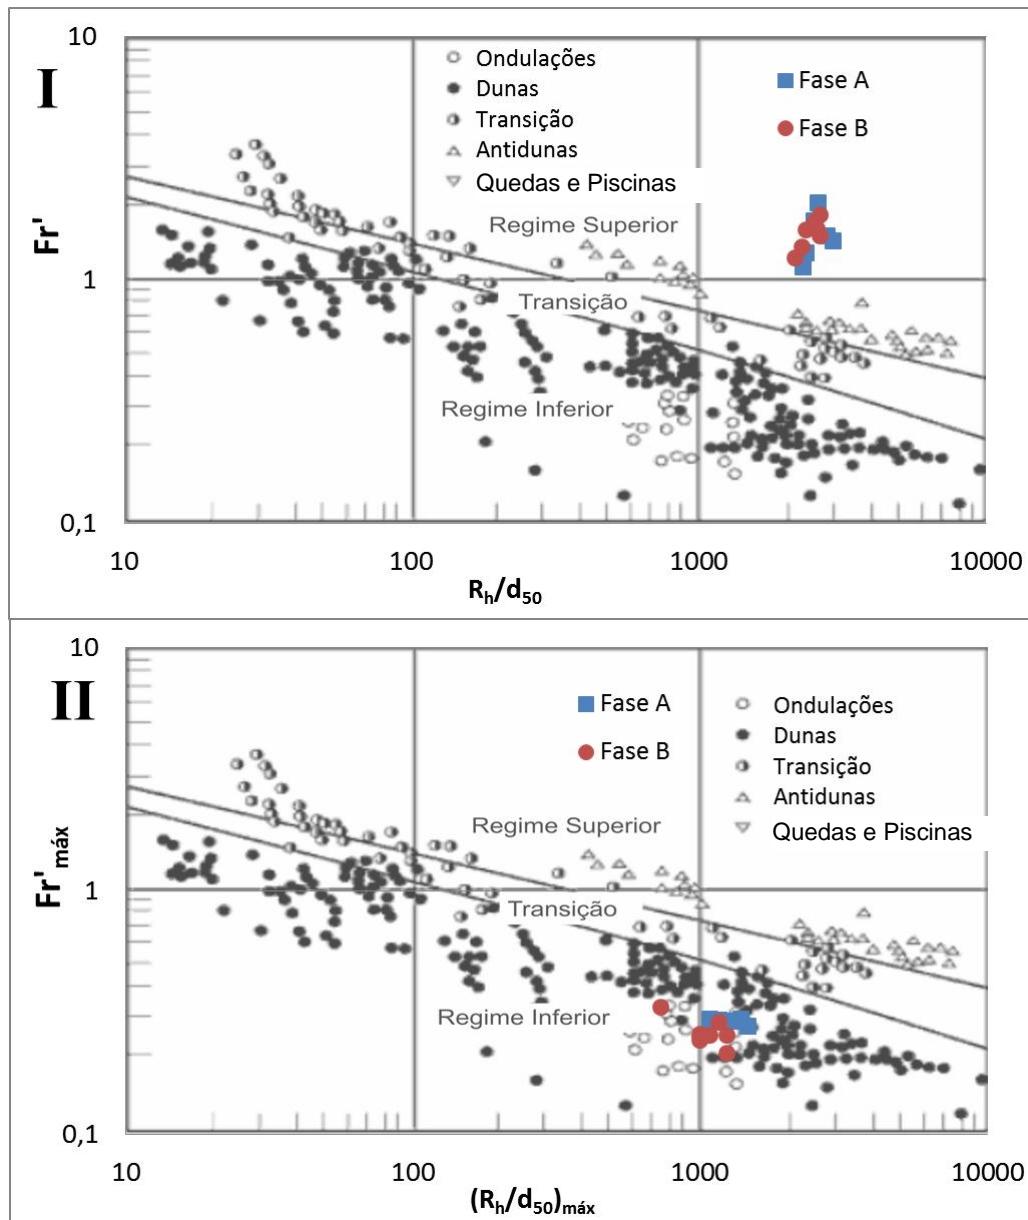 I
10
Ondulações
Dunas
Transição
Antidunas
Quedas e Piscinas
Fase A
Fase B
Regime Superior
Fr'
1
Transição
Regime Inferior
0,1
10
100
1000
10000
Rh/d50
II
10
Fase A
Fase B
Ondulações
Dunas
Transição
Antidunas
Quedas e Piscinas
Regime Superior
Fr'máx
1
Transição
Regime Inferior
0,1
10
100
1000
10000
(Rh/d50)máx